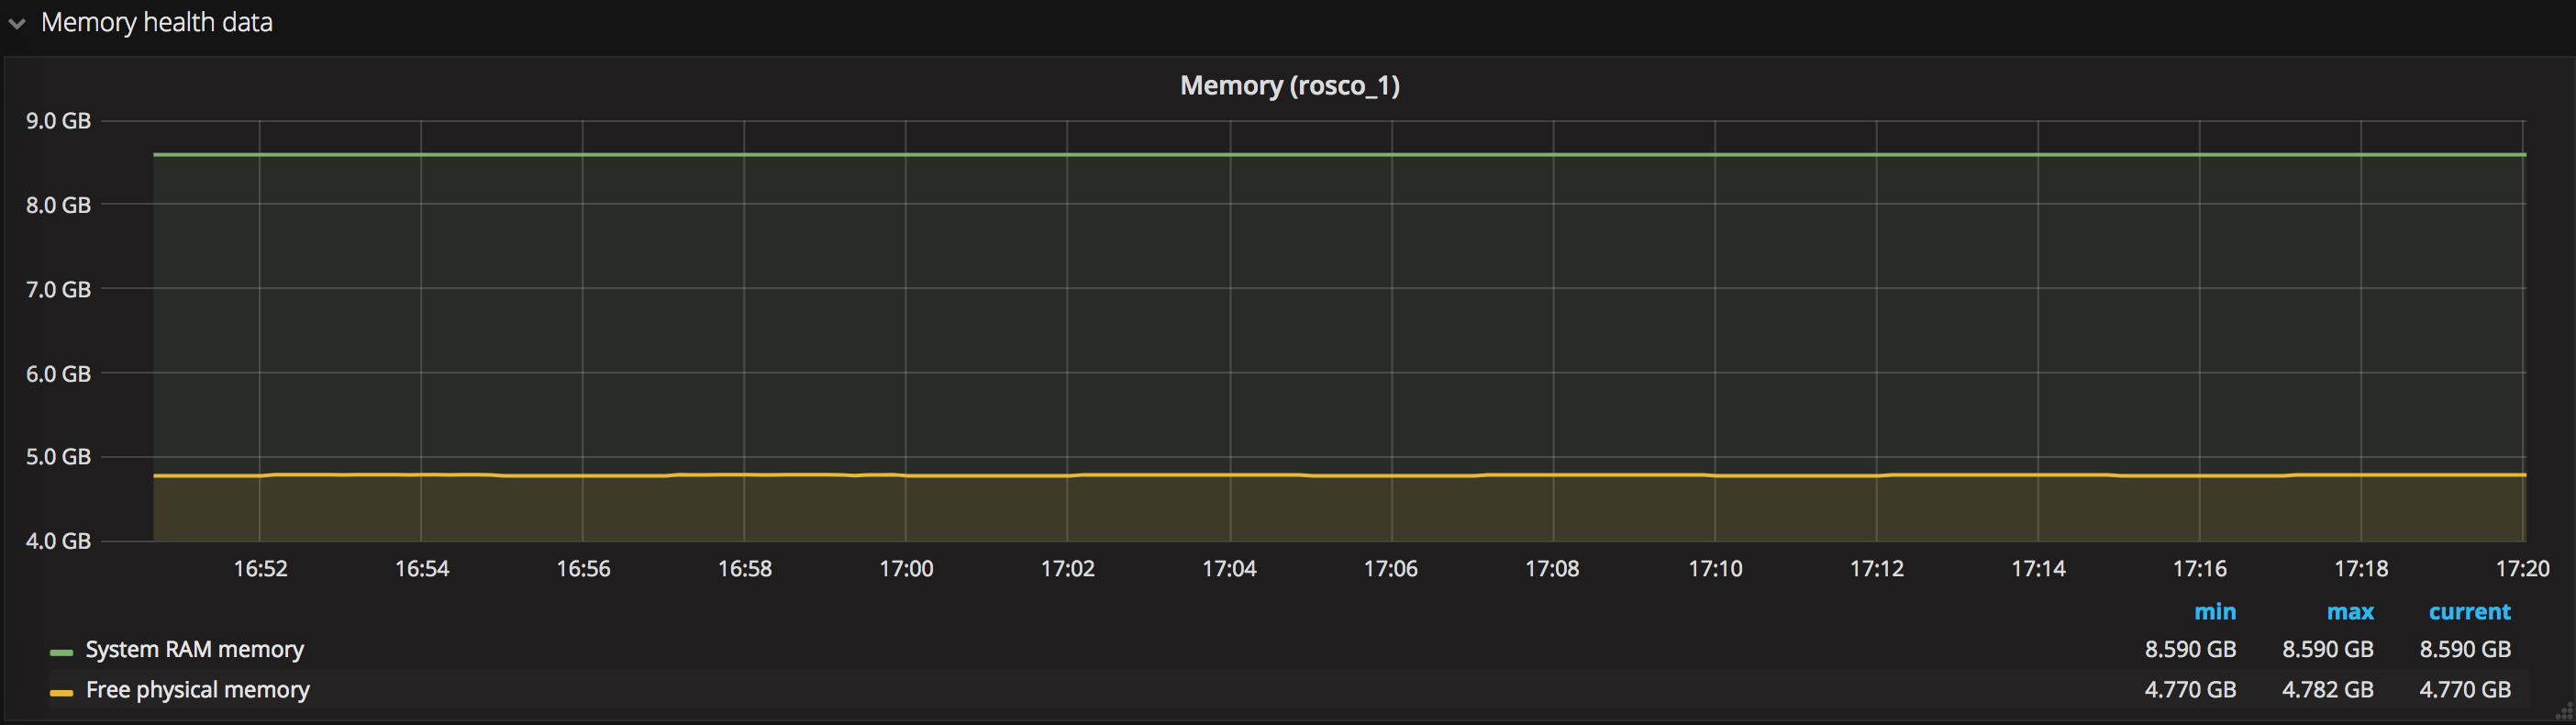 Memory health data
Memory (rosco_1)
9.0 GB
8.0 GB
7.0 GB
6.0 GB
5.0 GB
4.0 GB
16:52 16:54 16:56 16:58 17:00 17:02 17:04 17:06 17:08 17:10 17:12 17:14 17:16 17:18 17:20
min max current
System RAM memory 8.590 GB 8.590 GB 8.590 GB
Free physical memory 4.770 GB 4.782 GB 4.770 GB